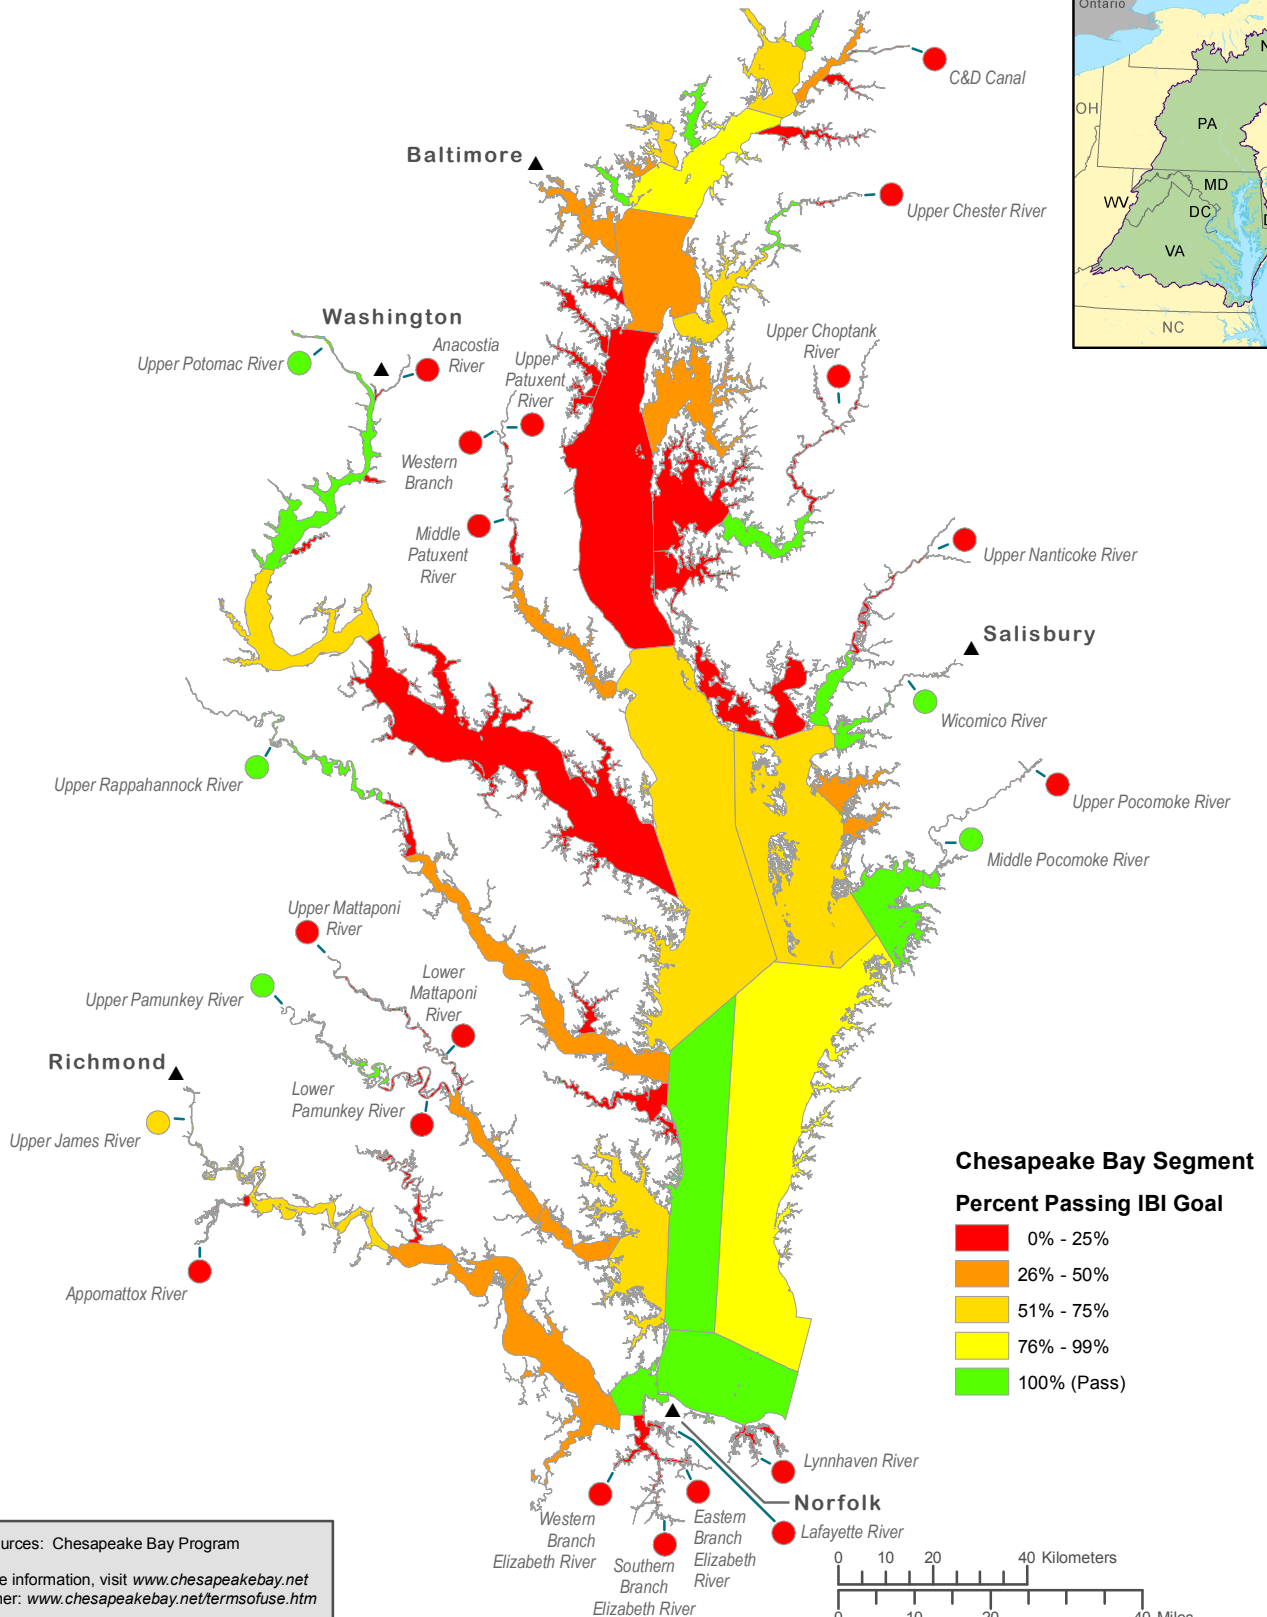 Ontario
N
OH
PA
MD
WV
DC
VA
NC
C&D Canal
Baltimore
Upper Chester River
Washington
Upper Choptank
River
Upper Potomac River
Anacostia
River
Upper
Patuxent
River
Western
Branch
Middle
Patuxent
River
Upper Nanticoke River
Salisbury
Wicomico River
Upper Rappahannock River
Upper Pocomoke River
Middle Pocomoke River
Upper Mattaponi
River
Lower
Mattaponi
River
Upper Pamunkey River
Richmond
Lower
Pamunkey River
Upper James River
Appomattox River
Chesapeake Bay Segment
Percent Passing IBI Goal
0% - 25%
26% - 50%
51% - 75%
76% - 99%
100% (Pass)
Lynnhaven River
Norfolk
Lafayette River
Western
Branch
Elizabeth River
Southern
Branch
Elizabeth River
Eastern
Branch
Elizabeth
River
urces: Chesapeake Bay Program
e information, visit www.chesapeakebay.net
mer: www.chesapeakebay.net/termsofuse.htm
0 10 20 40 Kilometers
0 10 20 40 Miles